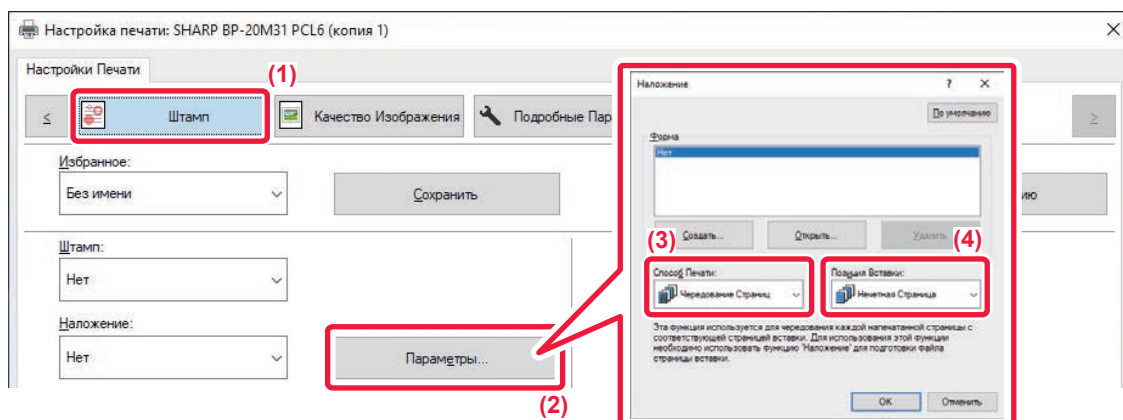 Настройка печати: SHARP BP-20M31 PCL6 (копия 1)
Настройки Печати
(1)
<
Штамп
Качество Изображения
Подробные Пар
>
Избранное:
Без имени
Сохранить
ию
Штамп:
Нет
Наложение:
Нет
Параметры...
(2)
Наложение
?
По умолчанию
Форма
Нет
Создать...
Открыть...
Удалить
(3)
(4)
Способ Печати:
Позиция Вставки:
Чередование Страниц
Нечетная Страница
Эта функция используется для чередования каждой напечатанной страницы с
соответствующей страницей вставки. Для использования этой функции
необходимо использовать функцию 'Наложение' для подготовки файла
страницы вставки.
OK
Отменить